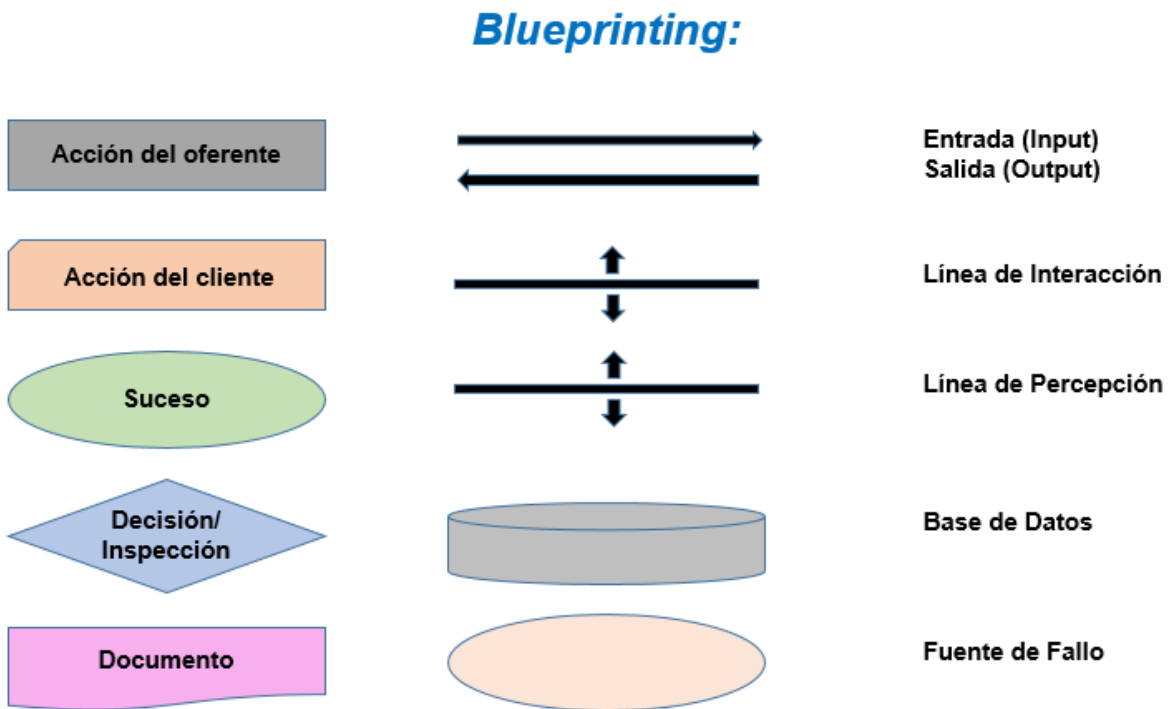 Blueprinting:
Acción del oferente
Entrada (Input)
Salida (Output)
Acción del cliente
Línea de Interacción
Suceso
Línea de Percepción
Decisión/
Inspección
Base de Datos
Documento
Fuente de Fallo